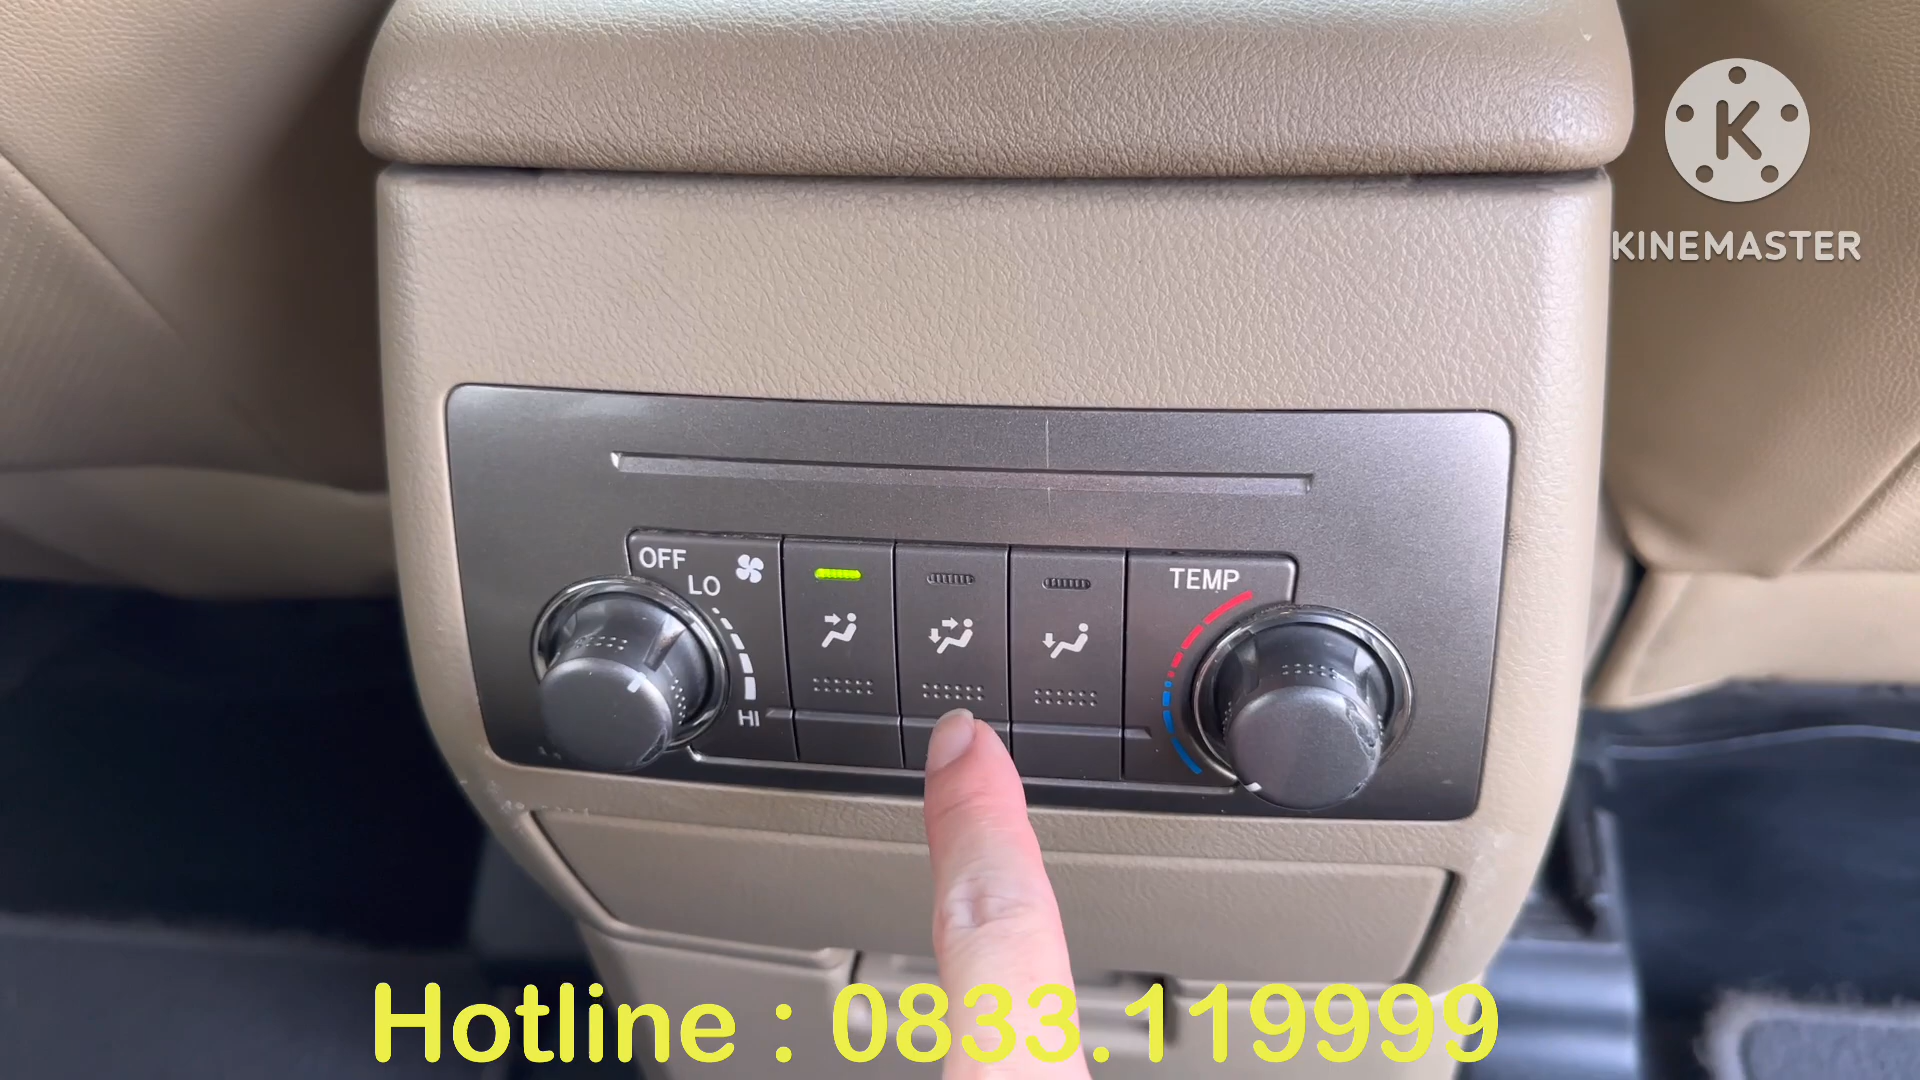 K
KINEMASTER
OFF
LO
HI
TEMP
Hotline : 0833.119999